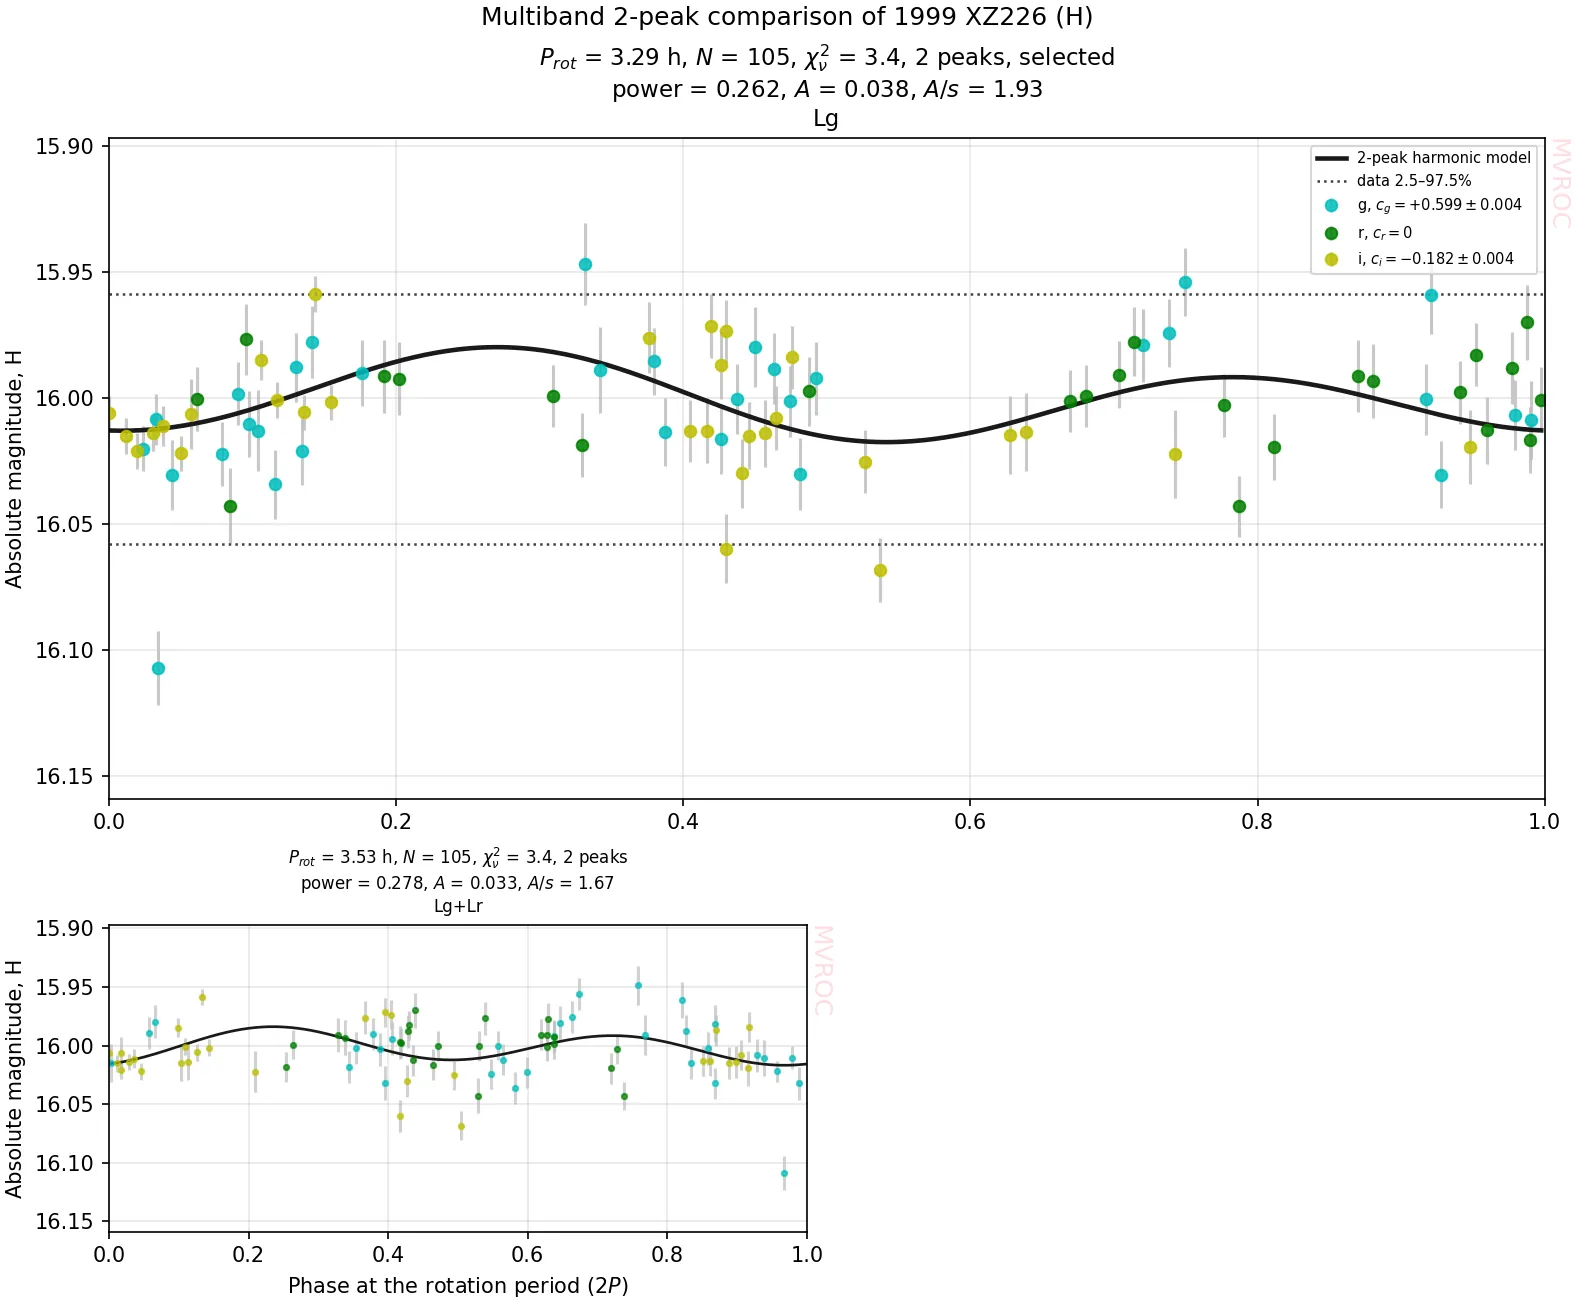 Multiband 2-peak comparison of 1999 XZ226 (H)
P_rot = 3.29 h, N = 105, χ²_ν = 3.4, 2 peaks, selected
power = 0.262, A = 0.038, A/s = 1.93
Lg
15.90
15.95
16.00
16.05
16.10
16.15
Absolute magnitude, H
2-peak harmonic model
data 2.5–97.5%
g, c_g = +0.599 ± 0.004
r, c_r = 0
i, c_i = −0.182 ± 0.004
MVROC
0.0 0.2 0.4 0.6 0.8 1.0
P_rot = 3.53 h, N = 105, χ²_ν = 3.4, 2 peaks
power = 0.278, A = 0.033, A/s = 1.67
Lg+Lr
15.90
15.95
16.00
16.05
16.10
16.15
Absolute magnitude, H
MVROC
0.0 0.2 0.4 0.6 0.8 1.0
Phase at the rotation period (2P)